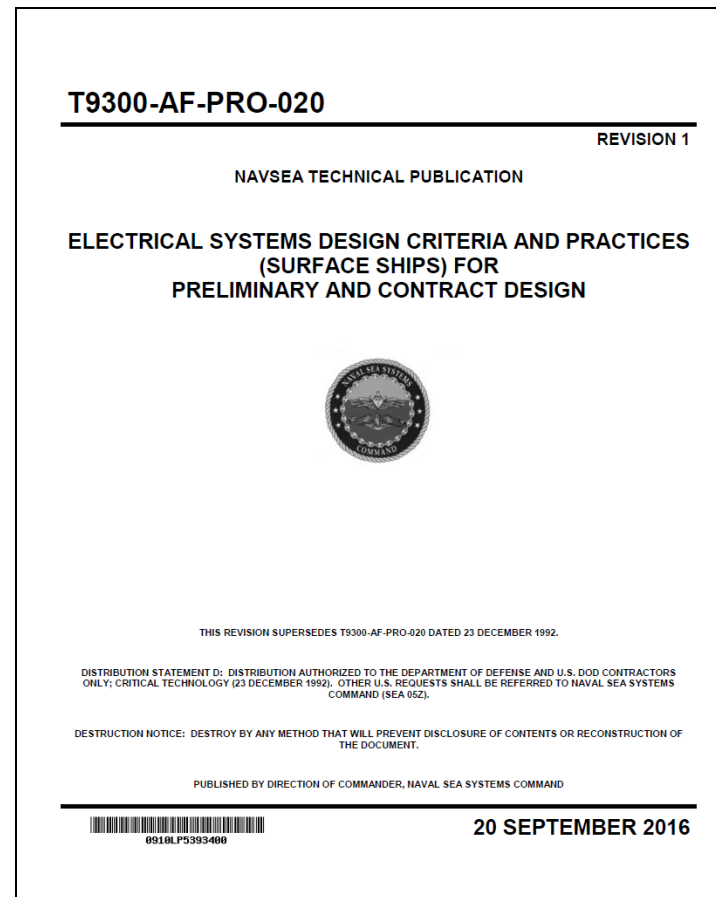 T9300-AF-PRO-020
REVISION 1
NAVSEA TECHNICAL PUBLICATION
ELECTRICAL SYSTEMS DESIGN CRITERIA AND PRACTICES
(SURFACE SHIPS) FOR
PRELIMINARY AND CONTRACT DESIGN
NAVAL SEA SYSTEMS
COMMAND
THIS REVISION SUPERSEDES T9300-AF-PRO-020 DATED 23 DECEMBER 1992.
DISTRIBUTION STATEMENT D: DISTRIBUTION AUTHORIZED TO THE DEPARTMENT OF DEFENSE AND U.S. DOD CONTRACTORS
ONLY; CRITICAL TECHNOLOGY (23 DECEMBER 1992). OTHER U.S. REQUESTS SHALL BE REFERRED TO NAVAL SEA SYSTEMS
COMMAND (SEA 05Z).
DESTRUCTION NOTICE: DESTROY BY ANY METHOD THAT WILL PREVENT DISCLOSURE OF CONTENTS OR RECONSTRUCTION OF
THE DOCUMENT.
PUBLISHED BY DIRECTION OF COMMANDER, NAVAL SEA SYSTEMS COMMAND
0910LP5393400
20 SEPTEMBER 2016